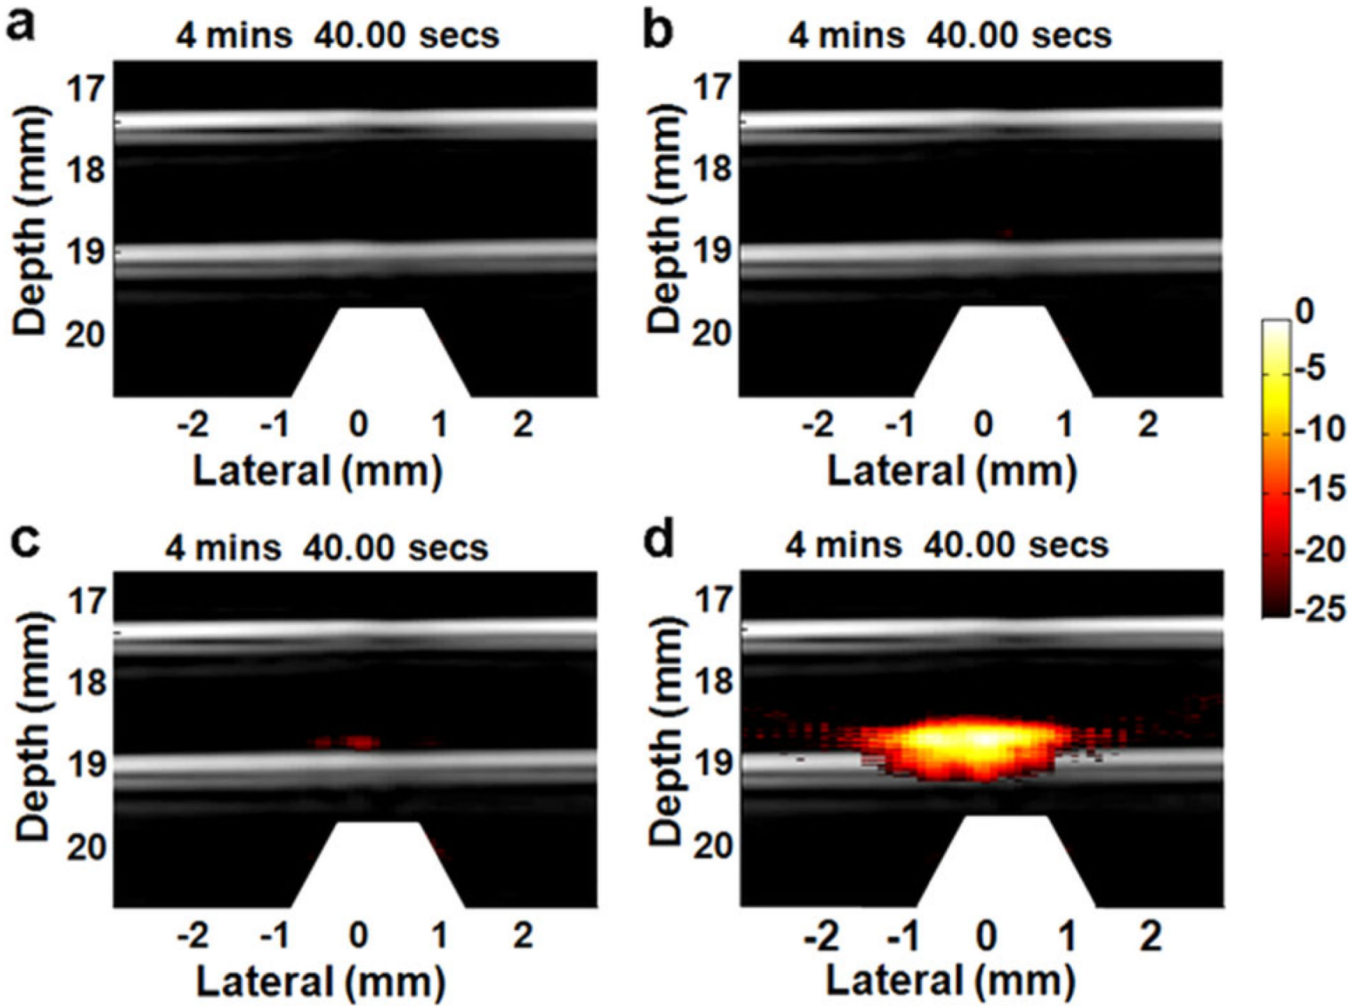 a
4 mins 40.00 secs
17
18
19
20
Depth (mm)
-2 -1 0 1 2
Lateral (mm)
b
4 mins 40.00 secs
17
18
19
20
Depth (mm)
-2 -1 0 1 2
Lateral (mm)
0
-5
-10
-15
-20
-25
c
4 mins 40.00 secs
17
18
19
20
Depth (mm)
-2 -1 0 1 2
Lateral (mm)
d
4 mins 40.00 secs
17
18
19
20
Depth (mm)
-2 -1 0 1 2
Lateral (mm)